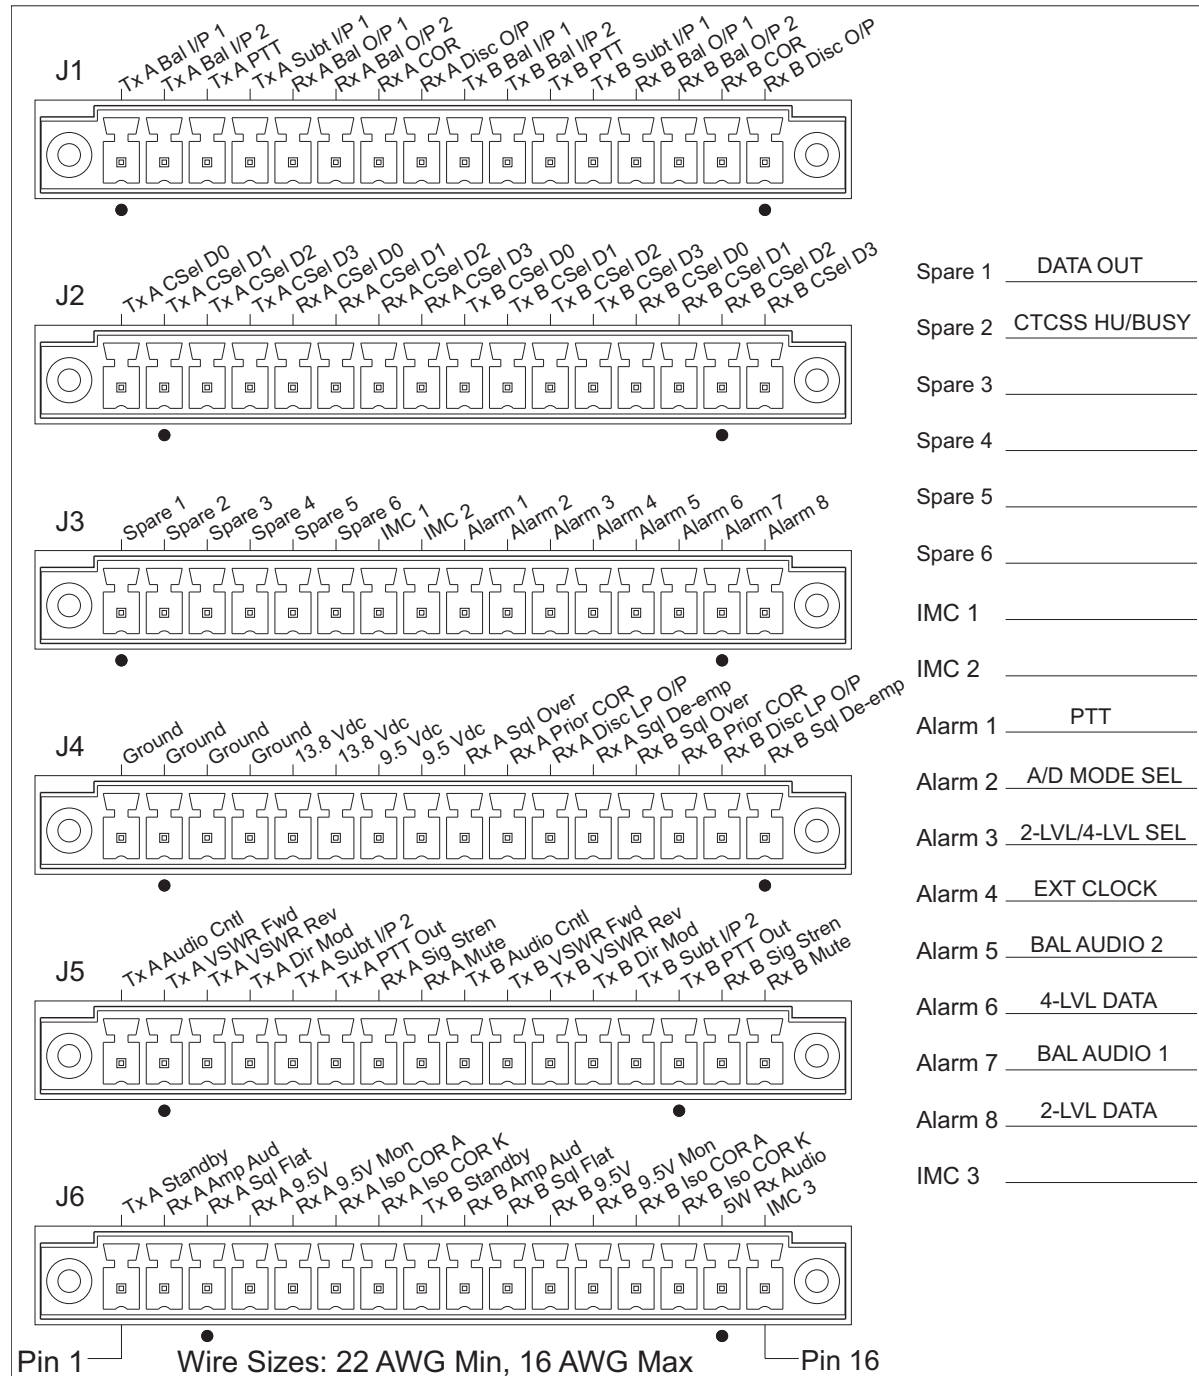 J1
Tx A Bal I/P 1
Tx A Bal I/P 2
Tx A PTT
Tx A Subt I/P 1
Rx A Bal O/P 1
Rx A Bal O/P 2
Rx A COR
Rx A Disc O/P
Tx B Bal I/P 1
Tx B Bal I/P 2
Tx B PTT
Tx B Subt I/P 1
Rx B Bal O/P 1
Rx B Bal O/P 2
Rx B COR
Rx B Disc O/P
J2
Tx A CSel D0
Tx A CSel D1
Tx A CSel D2
Tx A CSel D3
Rx A CSel D0
Rx A CSel D1
Rx A CSel D2
Rx A CSel D3
Tx B CSel D0
Tx B CSel D1
Tx B CSel D2
Tx B CSel D3
Rx B CSel D0
Rx B CSel D1
Rx B CSel D2
Rx B CSel D3
J3
Spare 1
Spare 2
Spare 3
Spare 4
Spare 5
Spare 6
IMC 1
IMC 2
Alarm 1
Alarm 2
Alarm 3
Alarm 4
Alarm 5
Alarm 6
Alarm 7
Alarm 8
J4
Ground
Ground
Ground
Ground
13.8 Vdc
13.8 Vdc
9.5 Vdc
9.5 Vdc
Rx A Sql Over
Rx A Prior COR
Rx A Disc LP O/P
Rx A Sql De-emp
Rx B Sql Over
Rx B Prior COR
Rx B Disc LP O/P
Rx B Sql De-emp
J5
Tx A Audio Cntl
Tx A VSWR Fwd
Tx A VSWR Rev
Tx A Dir Mod
Tx A Subt I/P 2
Tx A PTT Out
Rx A Sig Stren
Rx A Mute
Tx B Audio Cntl
Tx B VSWR Fwd
Tx B VSWR Rev
Tx B Dir Mod
Tx B Subt I/P 2
Tx B PTT Out
Rx B Sig Stren
Rx B Mute
J6
Tx A Standby
Rx A Amp Aud
Rx A Sql Flat
Rx A 9.5V
Rx A 9.5V Mon
Rx A Iso COR A
Rx A Iso COR K
Tx B Standby
Rx B Amp Aud
Rx B Sql Flat
Rx B 9.5V
Rx B 9.5V Mon
Rx B Iso COR A
Rx B Iso COR K
5W Rx Audio
IMC 3
Pin 1
Wire Sizes: 22 AWG Min, 16 AWG Max
Pin 16
Spare 1 DATA OUT
Spare 2 CTCSS HU/BUSY
Spare 3
Spare 4
Spare 5
Spare 6
IMC 1
IMC 2
Alarm 1 PTT
Alarm 2 A/D MODE SEL
Alarm 3 2-LVL/4-LVL SEL
Alarm 4 EXT CLOCK
Alarm 5 BAL AUDIO 2
Alarm 6 4-LVL DATA
Alarm 7 BAL AUDIO 1
Alarm 8 2-LVL DATA
IMC 3